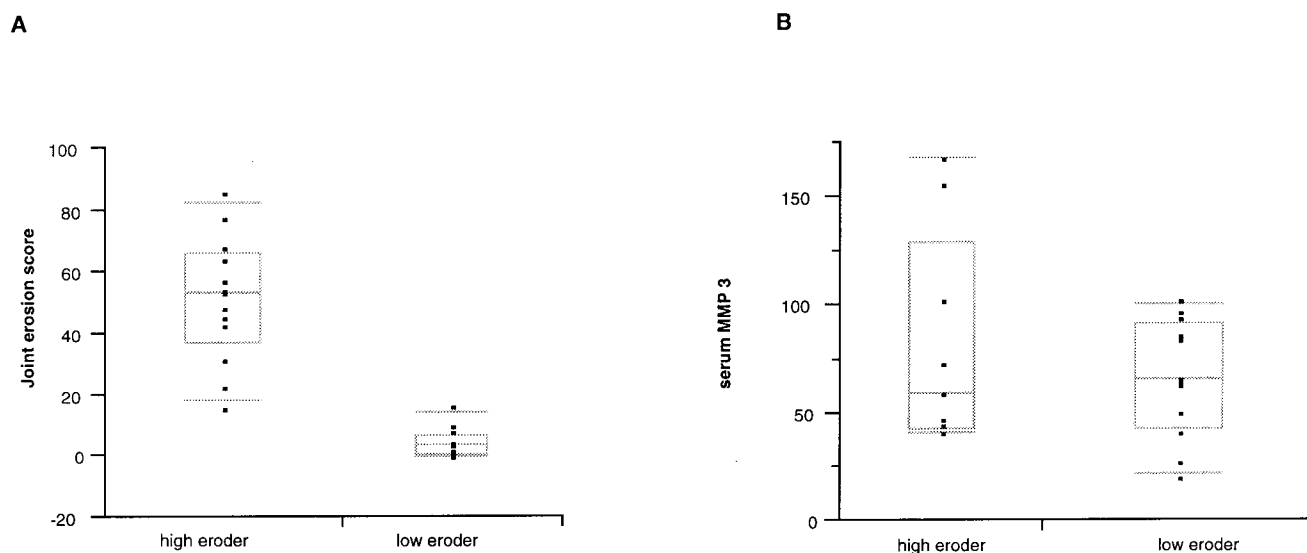 A
B
Joint erosion score
100
80
60
40
20
0
-20
high eroder
low eroder
serum MMP 3
150
100
50
0
high eroder
low eroder